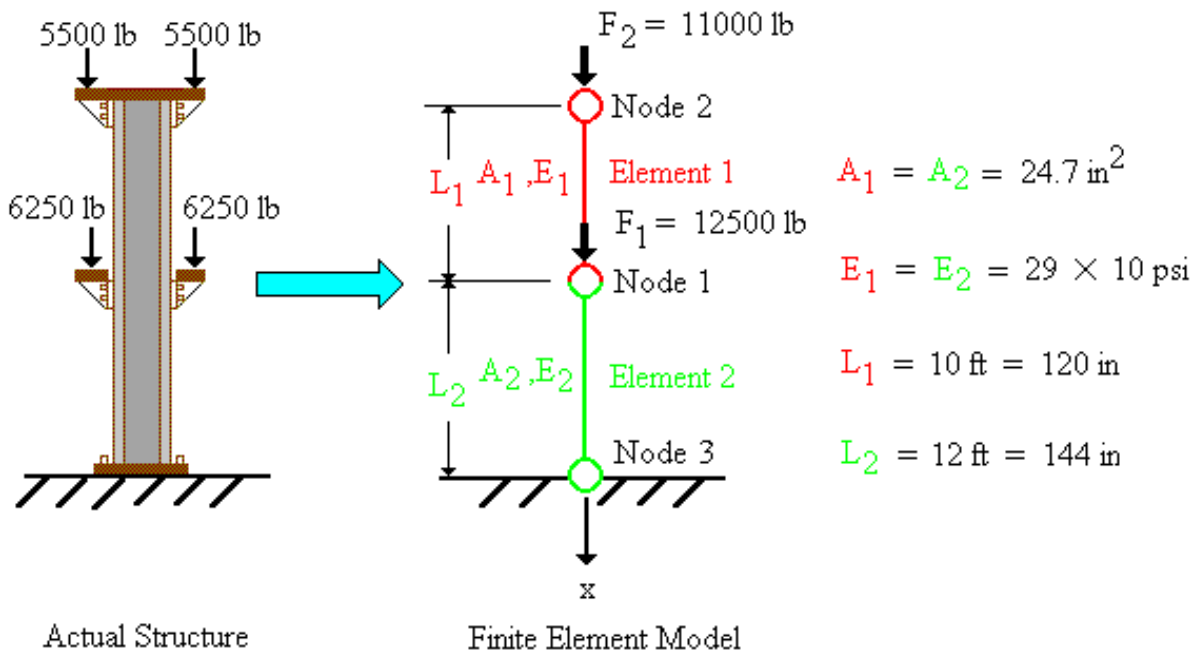 5500 lb 5500 lb
6250 lb 6250 lb
Actual Structure
F2 = 11000 lb
Node 2
L1 A1 ,E1 Element 1
F1 = 12500 lb
Node 1
L2 A2 ,E2 Element 2
Node 3
x
Finite Element Model
A1 = A2 = 24.7 in2
E1 = E2 = 29 × 10 psi
L1 = 10 ft = 120 in
L2 = 12 ft = 144 in